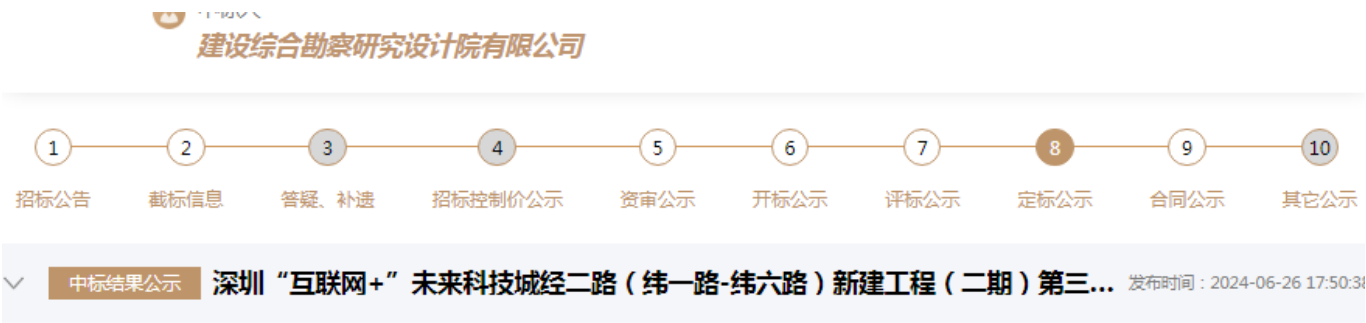 建设综合勘察研究设计院有限公司
1 2 3 4 5 6 7 8 9 10
招标公告 截标信息 答疑、补遗 招标控制价公示 资审公示 开标公示 评标公示 定标公示 合同公示 其它公示
中标结果公示 深圳“互联网+”未来科技城经二路（纬一路-纬六路）新建工程（二期）第三... 发布时间：2024-06-26 17:50:38